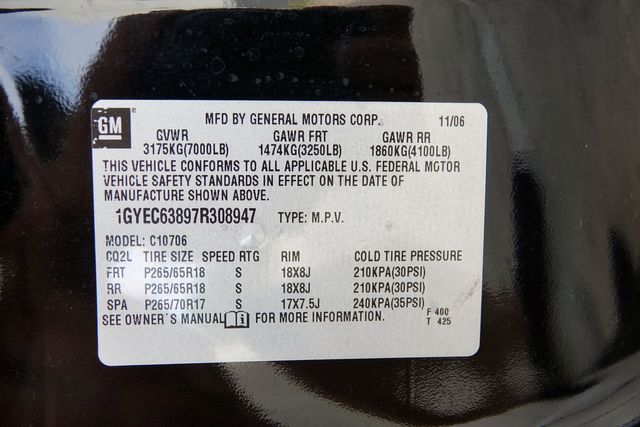 GM MFD BY GENERAL MOTORS CORP. 11/06
GVWR GAWR FRT GAWR RR
3175KG(7000LB) 1474KG(3250LB) 1860KG(4100LB)
THIS VEHICLE CONFORMS TO ALL APPLICABLE U.S. FEDERAL MOTOR
VEHICLE SAFETY STANDARDS IN EFFECT ON THE DATE OF
MANUFACTURE SHOWN ABOVE.
1GYEC63897R308947 TYPE: M.P.V.
MODEL: C10706
CQ2L TIRE SIZE SPEED RTG RIM COLD TIRE PRESSURE
FRT P265/65R18 S 18X8J 210KPA(30PSI)
RR P265/65R18 S 18X8J 210KPA(30PSI)
SPA P265/70R17 S 17X7.5J 240KPA(35PSI)
SEE OWNER'S MANUAL i FOR MORE INFORMATION. F 400
T 425